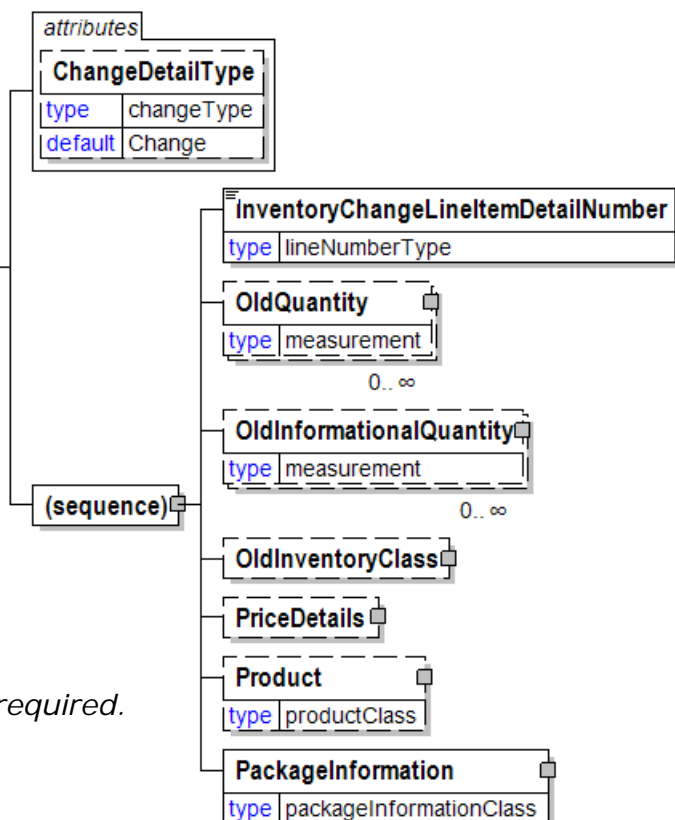 attributes
ChangeDetailType
type changeType
default Change
InventoryChangeLineItemDetailNumber
type lineNumberType
OldQuantity
type measurement
0.. ∞
OldInformationalQuantity
type measurement
0.. ∞
(sequence)
OldInventoryClass
PriceDetails
Product
required.
type productClass
PackageInformation
type packageInformationClass